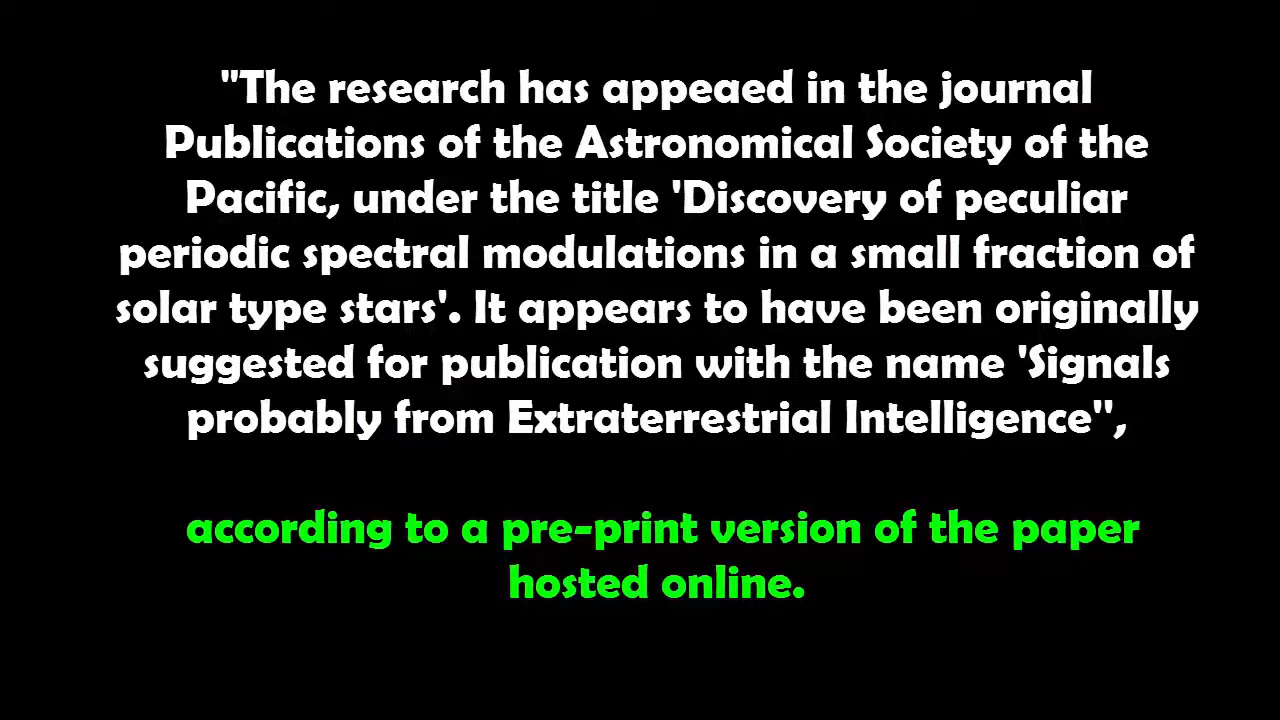 "The research has appeaed in the journal
Publications of the Astronomical Society of the
Pacific, under the title 'Discovery of peculiar
periodic spectral modulations in a small fraction of
solar type stars'. It appears to have been originally
suggested for publication with the name 'Signals
probably from Extraterrestrial Intelligence",
according to a pre-print version of the paper
hosted online.